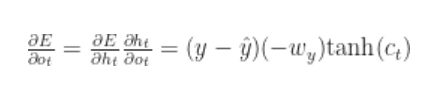 ∂E/∂o_t = ∂E/∂h_t ∂h_t/∂o_t = (y − ŷ)(−w_y)tanh(c_t)